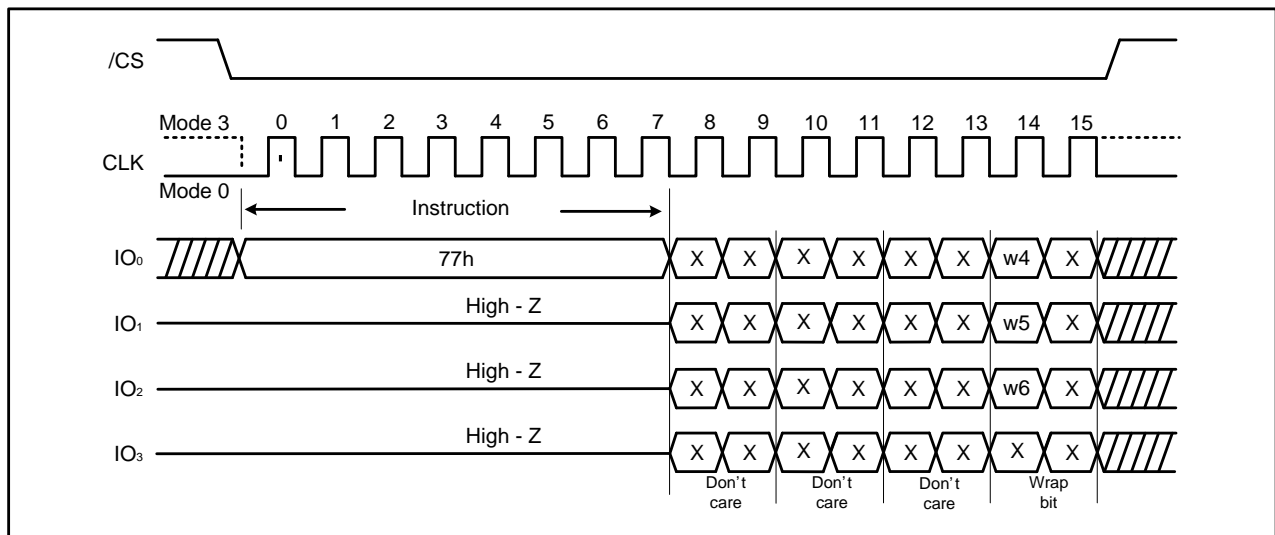 /CS
Mode 3 0 1 2 3 4 5 6 7 8 9 10 11 12 13 14 15
CLK
Mode 0
Instruction
IO₀ 77h X X X X X X w4 X
High - Z
IO₁ X X X X X X w5 X
High - Z
IO₂ X X X X X X w6 X
High - Z
IO₃ X X X X X X X X
Don't Don't Don't Wrap
care care care bit